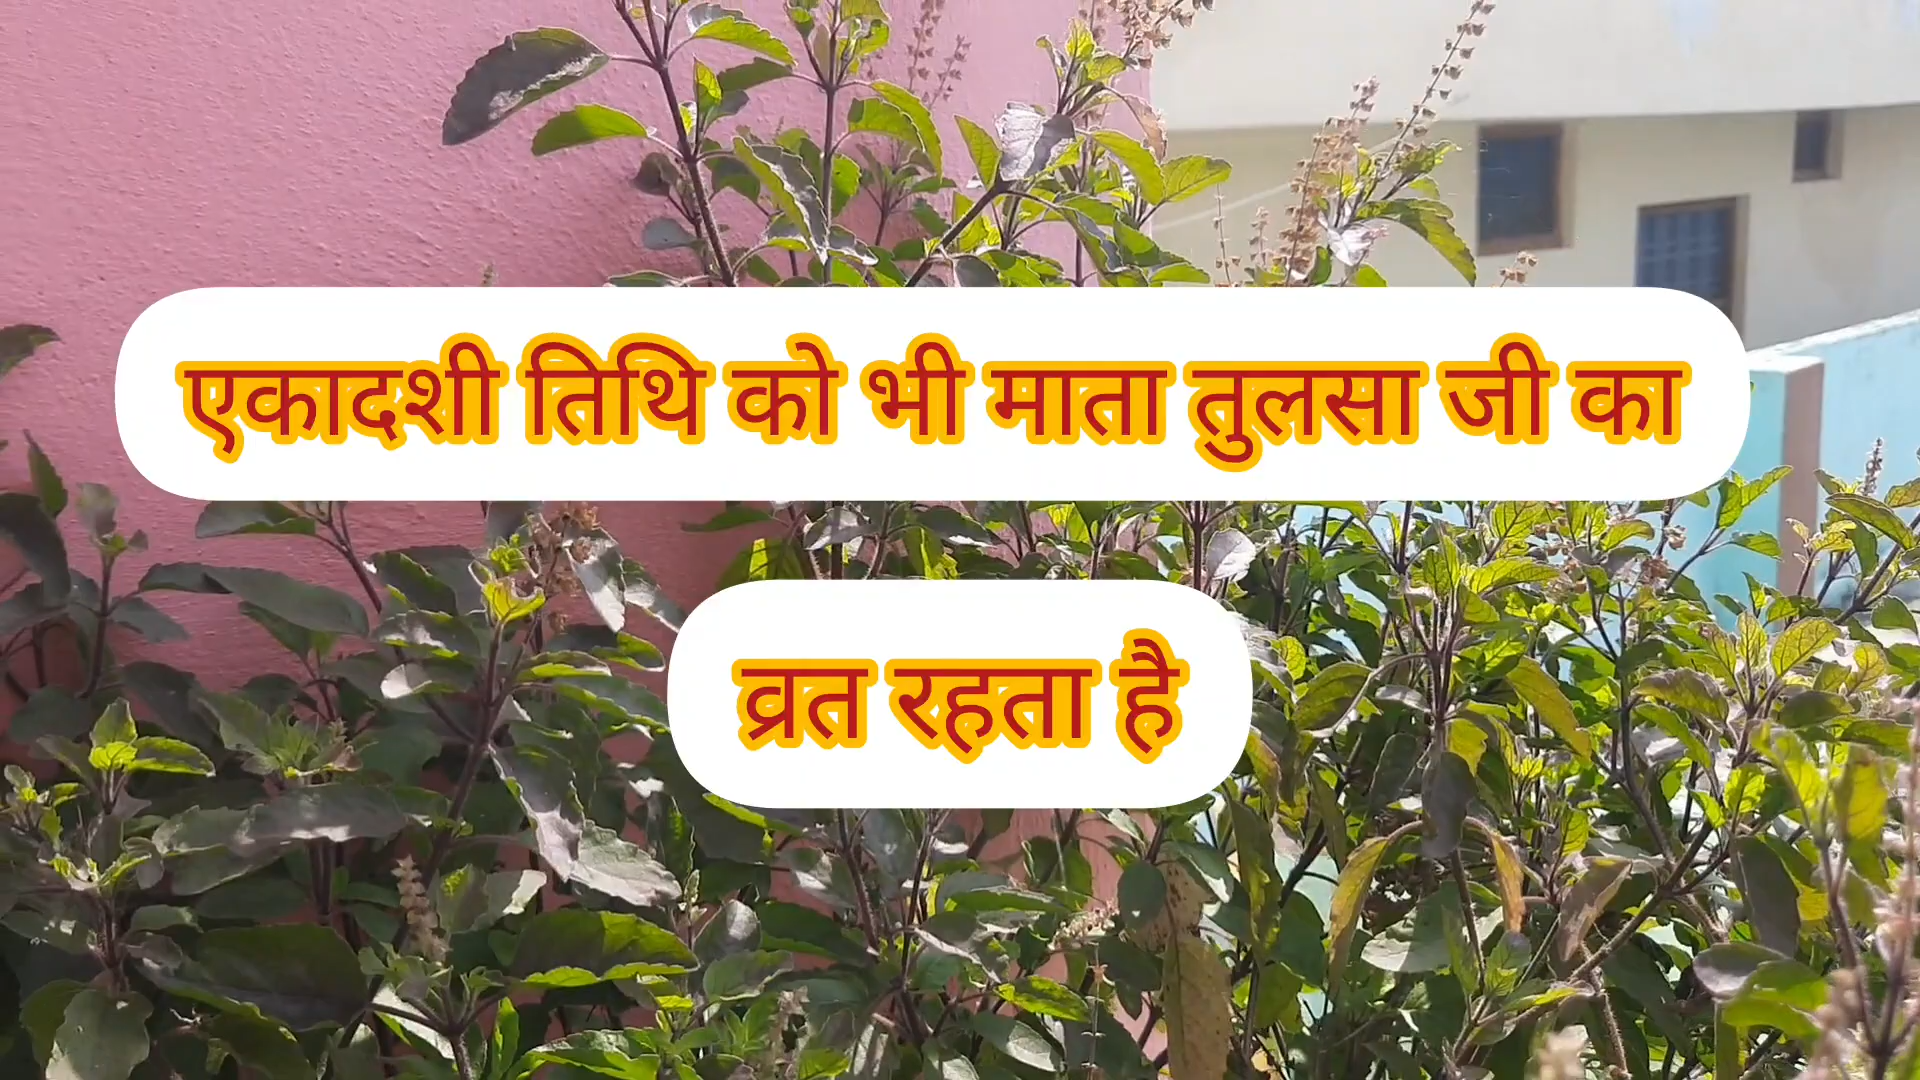 एकादशी तिथि को भी माता तुलसा जी का
व्रत रहता है